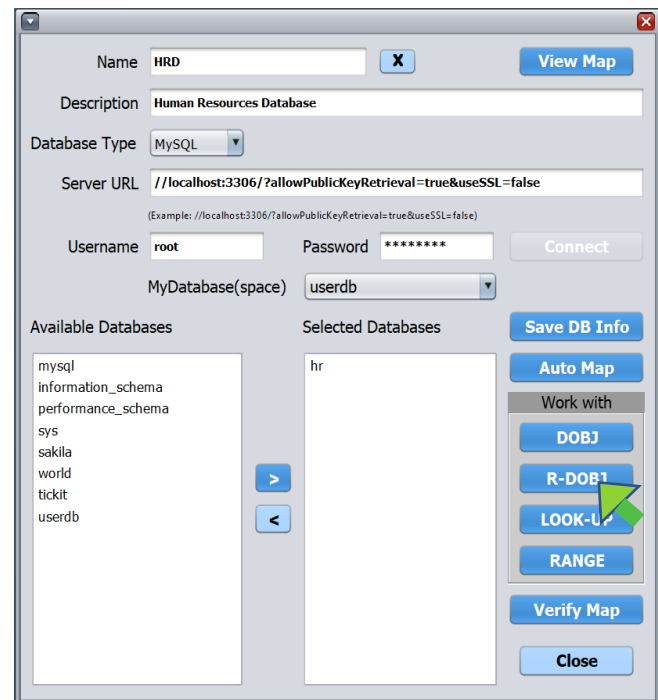 Name HRD X View Map
Description Human Resources Database
Database Type MySQL
Server URL //localhost:3306/?allowPublicKeyRetrieval=true&useSSL=false
(Example: //localhost:3306/?allowPublicKeyRetrieval=true&useSSL=false)
Username root Password ******** Connect
MyDatabase(space) userdb
Available Databases Selected Databases Save DB Info
mysql hr Auto Map
information_schema
performance_schema Work with
sys DOBJ
sakila
world > R-DOBJ
tickit
userdb < LOOK-UP
RANGE
Verify Map
Close